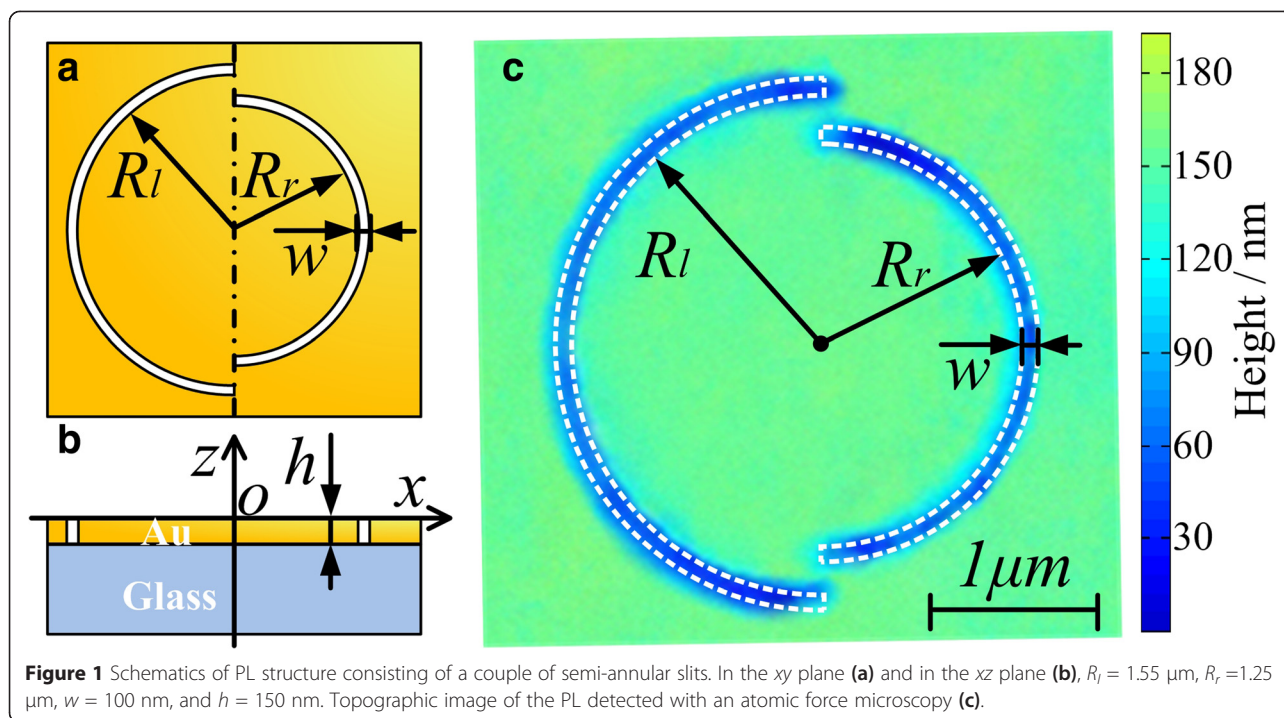 a
Rl
Rr
w
b
z
h
o
x
Au
Glass
c
Rl
Rr
w
1μm
180
150
120
90
60
30
Height / nm
Figure 1 Schematics of PL structure consisting of a couple of semi-annular slits. In the xy plane (a) and in the xz plane (b), Rl = 1.55 μm, Rr =1.25
μm, w = 100 nm, and h = 150 nm. Topographic image of the PL detected with an atomic force microscopy (c).